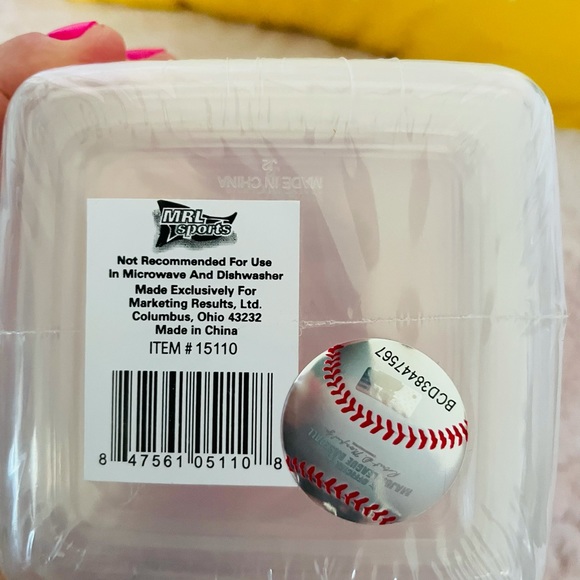 MADE IN CHINA
MRL
sports
Not Recommended For Use
In Microwave And Dishwasher
Made Exclusively For
Marketing Results, Ltd.
Columbus, Ohio 43232
Made in China
ITEM # 15110
8 47561 05110 8
BCD38447567